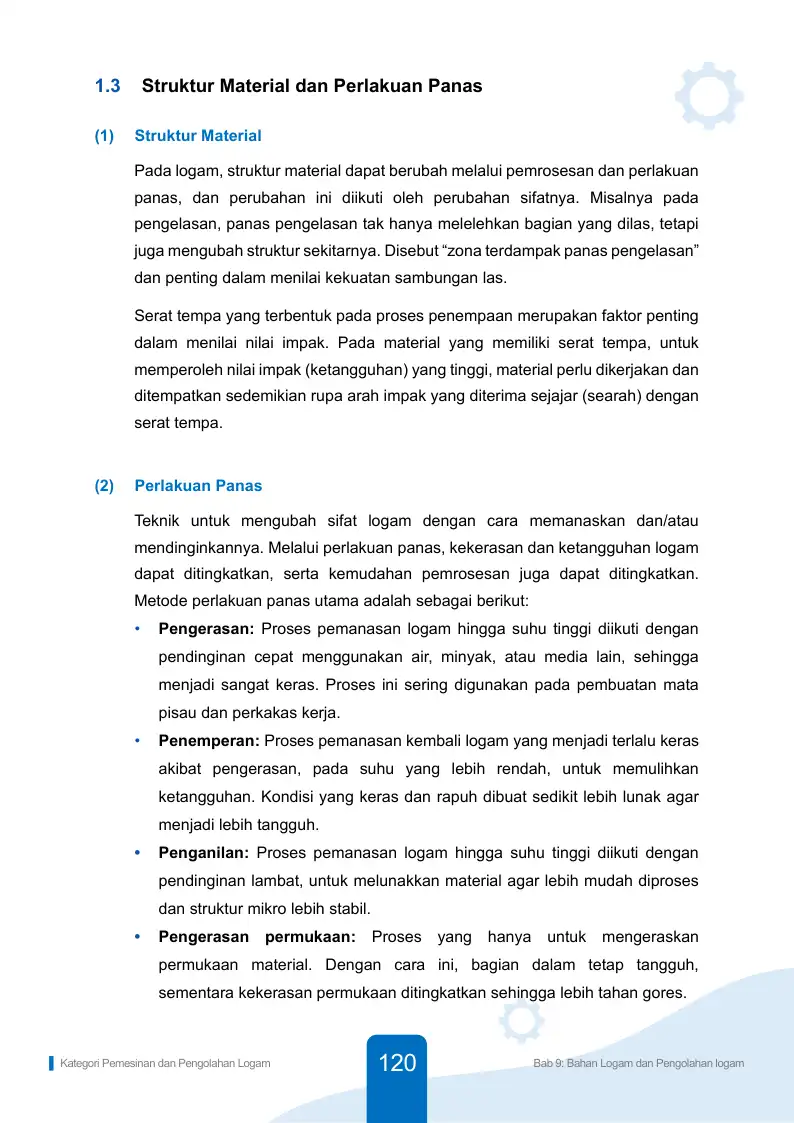 1.3 Struktur Material dan Perlakuan Panas
(1) Struktur Material
Pada logam, struktur material dapat berubah melalui pemrosesan dan perlakuan
panas, dan perubahan ini diikuti oleh perubahan sifatnya. Misalnya pada
pengelasan, panas pengelasan tak hanya melelehkan bagian yang dilas, tetapi
juga mengubah struktur sekitarnya. Disebut “zona terdampak panas pengelasan”
dan penting dalam menilai kekuatan sambungan las.
Serat tempa yang terbentuk pada proses penempaan merupakan faktor penting
dalam menilai nilai impak. Pada material yang memiliki serat tempa, untuk
memperoleh nilai impak (ketangguhan) yang tinggi, material perlu dikerjakan dan
ditempatkan sedemikian rupa arah impak yang diterima sejajar (searah) dengan
serat tempa.
(2) Perlakuan Panas
Teknik untuk mengubah sifat logam dengan cara memanaskan dan/atau
mendinginkannya. Melalui perlakuan panas, kekerasan dan ketangguhan logam
dapat ditingkatkan, serta kemudahan pemrosesan juga dapat ditingkatkan.
Metode perlakuan panas utama adalah sebagai berikut:
• Pengerasan: Proses pemanasan logam hingga suhu tinggi diikuti dengan
pendinginan cepat menggunakan air, minyak, atau media lain, sehingga
menjadi sangat keras. Proses ini sering digunakan pada pembuatan mata
pisau dan perkakas kerja.
• Penemperan: Proses pemanasan kembali logam yang menjadi terlalu keras
akibat pengerasan, pada suhu yang lebih rendah, untuk memulihkan
ketangguhan. Kondisi yang keras dan rapuh dibuat sedikit lebih lunak agar
menjadi lebih tangguh.
• Penganilan: Proses pemanasan logam hingga suhu tinggi diikuti dengan
pendinginan lambat, untuk melunakkan material agar lebih mudah diproses
dan struktur mikro lebih stabil.
• Pengerasan permukaan: Proses yang hanya untuk mengeraskan
permukaan material. Dengan cara ini, bagian dalam tetap tangguh,
sementara kekerasan permukaan ditingkatkan sehingga lebih tahan gores.
Kategori Pemesinan dan Pengolahan Logam
120
Bab 9: Bahan Logam dan Pengolahan logam